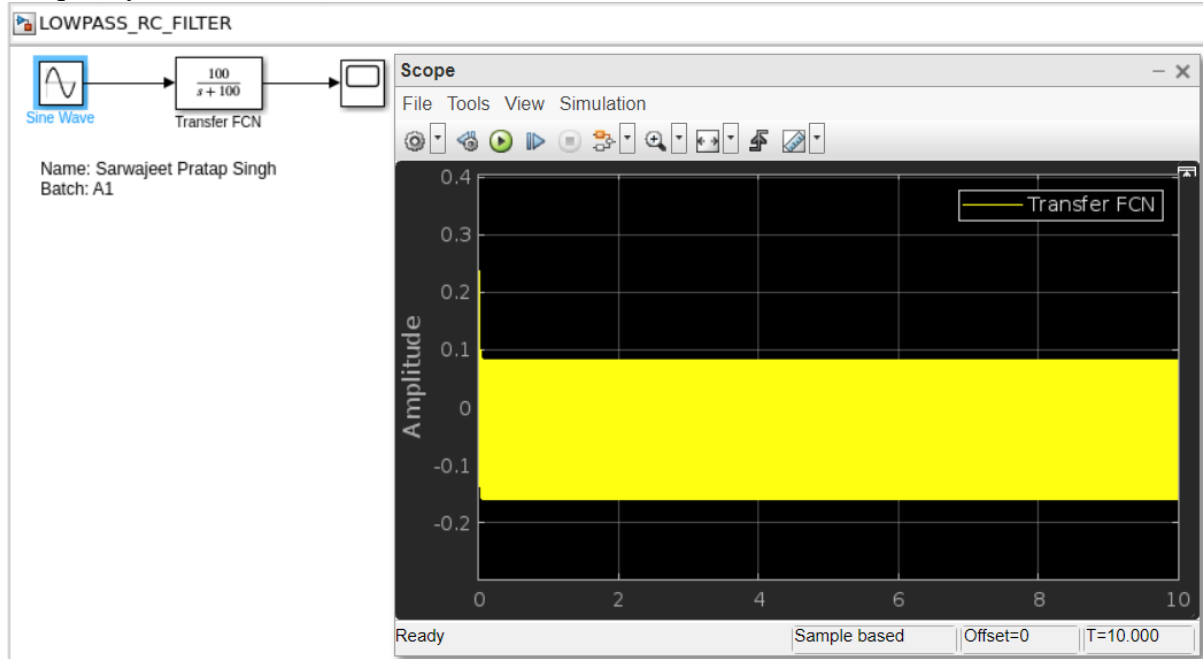 LOWPASS_RC_FILTER
100
s + 100
Sine Wave
Transfer FCN
Name: Sarwajeet Pratap Singh
Batch: A1
Scope
File Tools View Simulation
Transfer FCN
Amplitude
0.4
0.3
0.2
0.1
0
-0.1
-0.2
0 2 4 6 8 10
Ready Sample based Offset=0 T=10.000